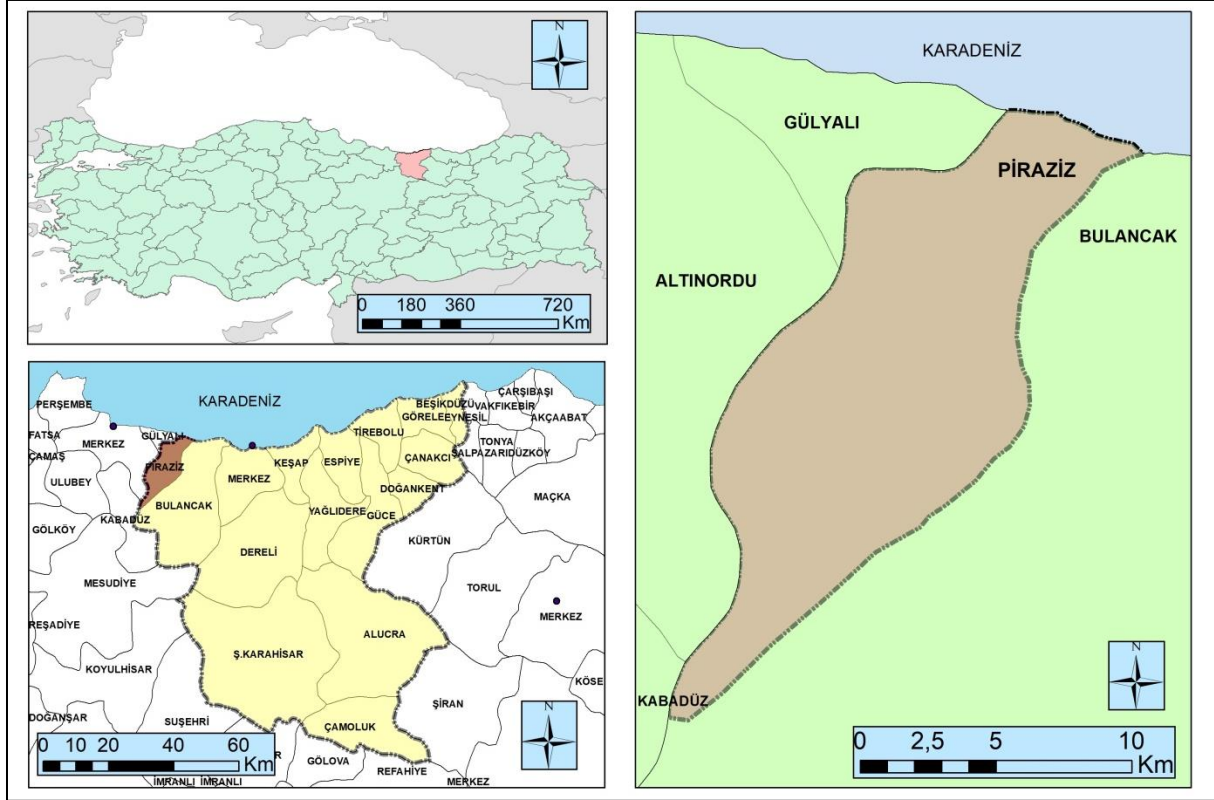 N
0 180 360 720
Km
KARADENİZ
PERŞEMBE
FATSA
ÇAMAŞ
MERKEZ
GÜLYALI
PİRAZİZ
ULUBEY
KABADÜZ
GÖLKÖY
MESUDİYE
REŞADİYE
KOYULHİSAR
DOĞANŞAR
SUŞEHRİ
BULANCAK
MERKEZ
KEŞAP
ESPİYE
TİREBOLU
GÖRELE
EYNESİL
BEŞİKDÜZÜ
VAKFIKEBİR
ÇARŞIBAŞI
AKÇAABAT
TONYA
ŞALPAZARI
DÜZKÖY
ÇANAKCI
DOĞANKENT
YAĞLIDERE
GÜCE
DERELİ
MAÇKA
KÜRTÜN
TORUL
MERKEZ
ALUCRA
Ş.KARAHİSAR
KÖSE
ŞİRAN
ÇAMOLUK
GÖLOVA
REFAHİYE
MERKEZ
İMRANLI İMRANLI
R
N
0 10 20 40 60
Km
KARADENİZ
GÜLYALI
PİRAZİZ
BULANCAK
ALTINORDU
KABADÜZ
N
0 2,5 5 10
Km